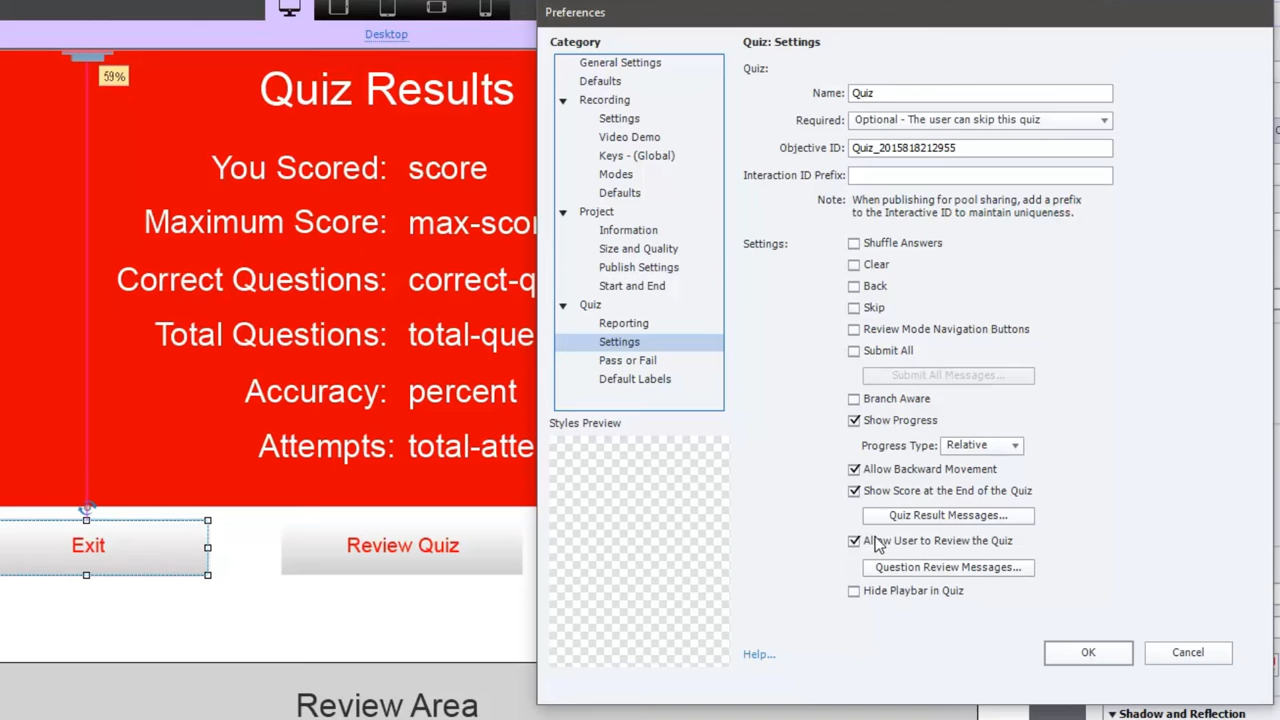 Desktop
59%
Quiz Results
You Scored: score
Maximum Score: max-scor
Correct Questions: correct-q
Total Questions: total-que
Accuracy: percent
Attempts: total-atte
Exit
Review Quiz
Review Area
Preferences
Category
General Settings
Defaults
Recording
Settings
Video Demo
Keys - (Global)
Modes
Defaults
Project
Information
Size and Quality
Publish Settings
Start and End
Quiz
Reporting
Settings
Pass or Fail
Default Labels
Styles Preview
Quiz: Settings
Quiz:
Name: Quiz
Required: Optional - The user can skip this quiz
Objective ID: Quiz_2015818212955
Interaction ID Prefix:
Note: When publishing for pool sharing, add a prefix
to the Interactive ID to maintain uniqueness.
Settings: Shuffle Answers
Clear
Back
Skip
Review Mode Navigation Buttons
Submit All
Submit All Messages...
Branch Aware
Show Progress
Progress Type: Relative
Allow Backward Movement
Show Score at the End of the Quiz
Quiz Result Messages...
Allow User to Review the Quiz
Question Review Messages...
Hide Playbar in Quiz
Help...
OK
Cancel
Shadow and Reflection